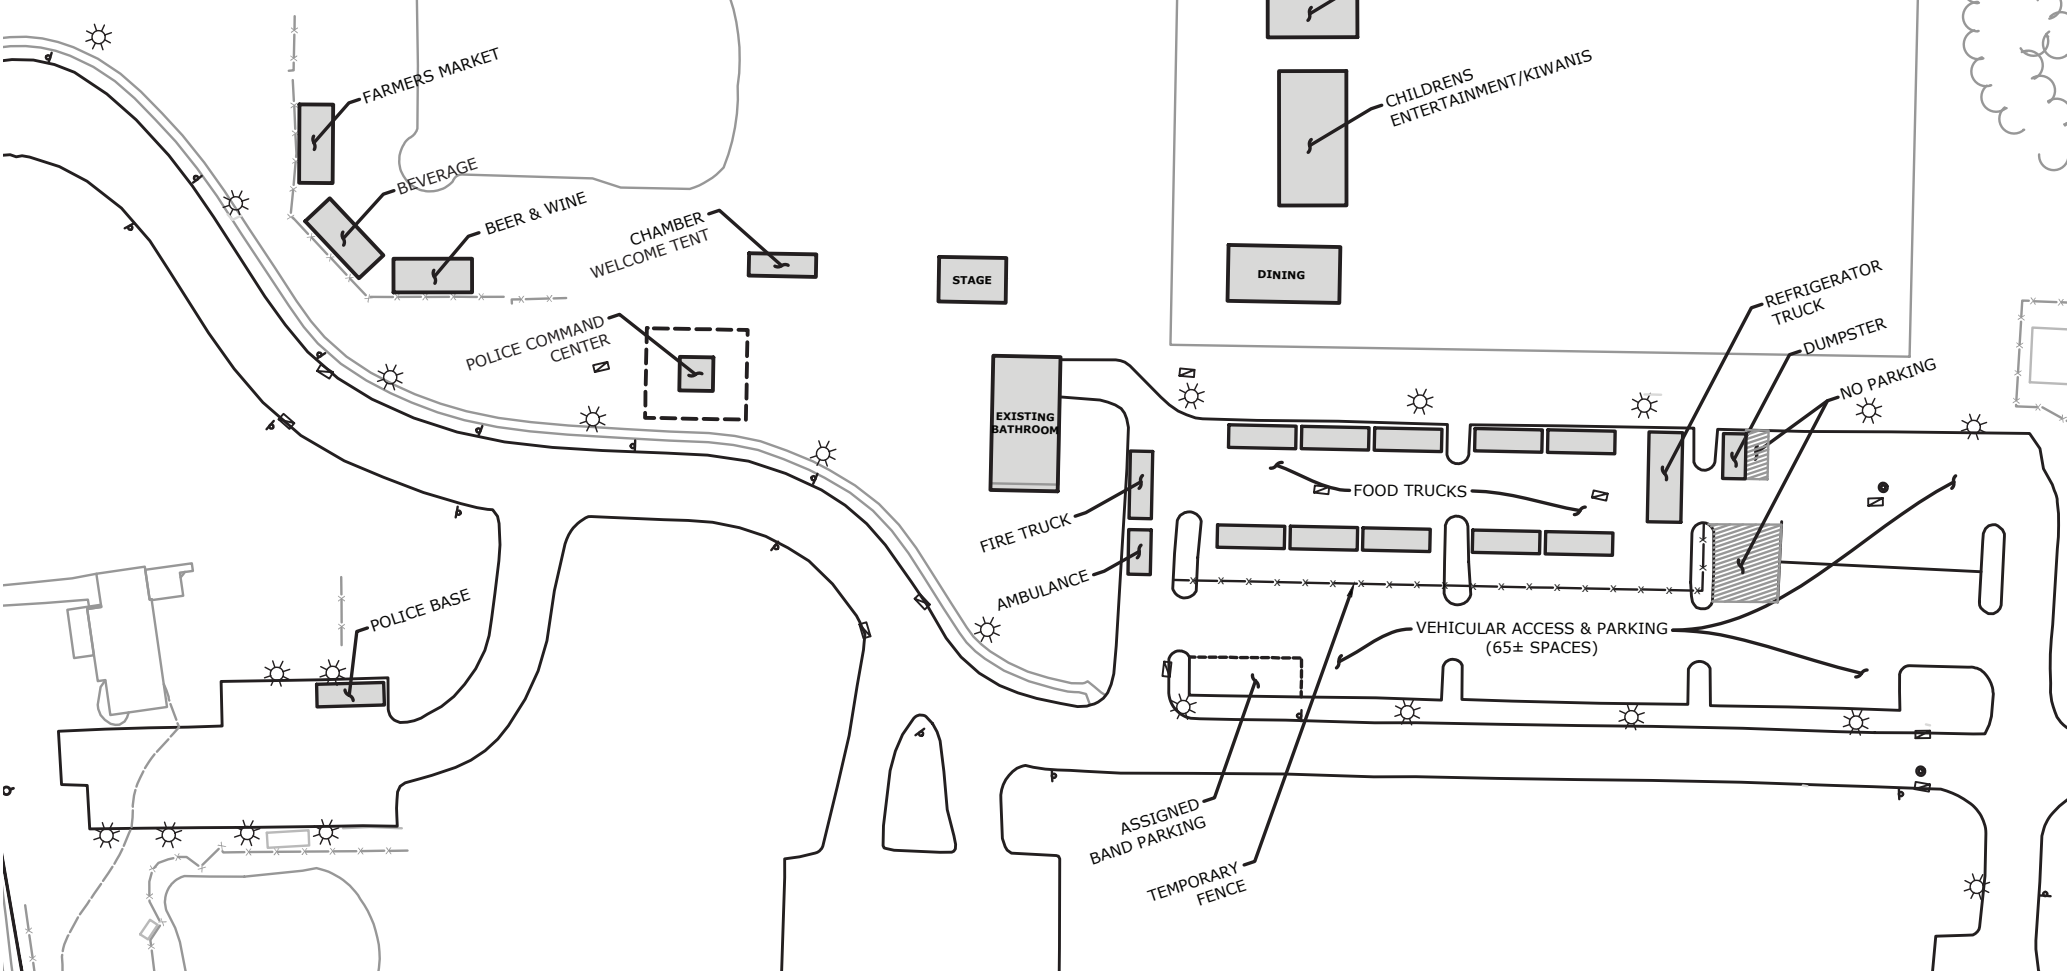 FARMERS MARKET
BEVERAGE
BEER & WINE
CHAMBER
WELCOME TENT
POLICE COMMAND
CENTER
STAGE
CHILDRENS
ENTERTAINMENT/KIWANIS
DINING
REFRIGERATOR
TRUCK
DUMPSTER
NO PARKING
EXISTING
BATHROOM
FOOD TRUCKS
FIRE TRUCK
AMBULANCE
POLICE BASE
VEHICULAR ACCESS & PARKING
(65± SPACES)
ASSIGNED
BAND PARKING
TEMPORARY
FENCE